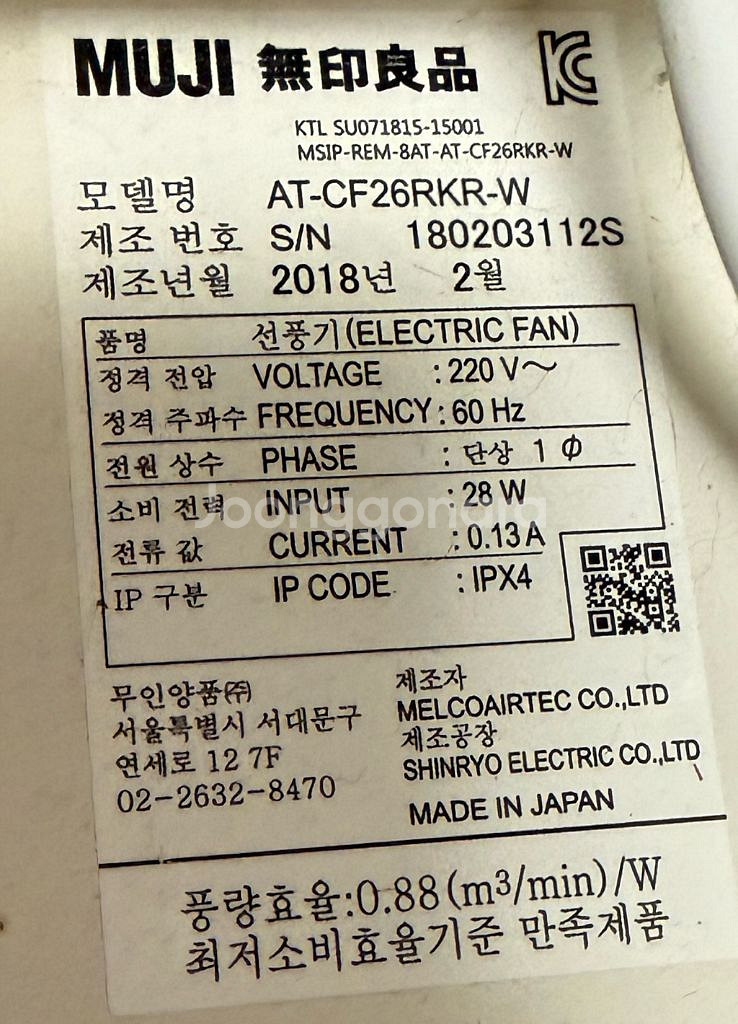 MUJI 無印良品
KTL SU071815-15001
MSIP-REM-8AT-AT-CF26RKR-W
모델명 AT-CF26RKR-W
제조 번호 S/N 180203112S
제조년월 2018년 2월
품명 선풍기(ELECTRIC FAN)
정격 전압 VOLTAGE : 220 V～
정격 주파수 FREQUENCY : 60 Hz
전원 상수 PHASE : 단상 1 Φ
소비 전력 INPUT : 28 W
Joonggonara
전류 값 CURRENT : 0.13 A
IP 구분 IP CODE : IPX4
무인양품㈜
서울특별시 서대문구
연세로 12 7F
02-2632-8470
제조자
MELCOAIRTEC CO.,LTD
제조공장
SHINRYO ELECTRIC CO.,LTD
MADE IN JAPAN
풍량효율:0.88(m³/min)/W
최저소비효율기준 만족제품